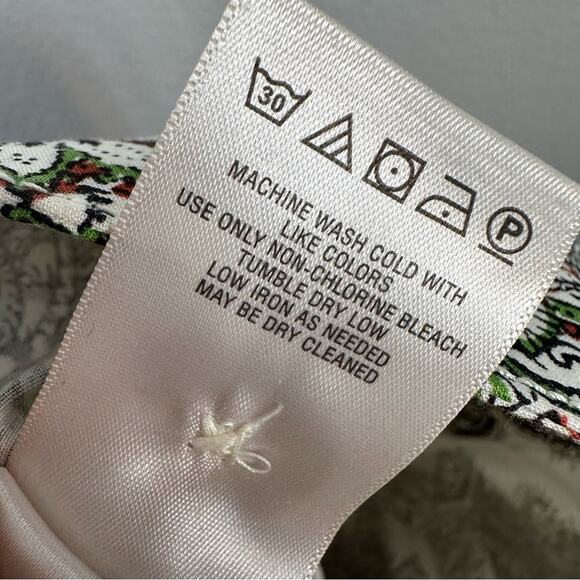 30 P
MACHINE WASH COLD WITH
LIKE COLORS
USE ONLY NON-CHLORINE BLEACH
TUMBLE DRY LOW
LOW IRON AS NEEDED
MAY BE DRY CLEANED